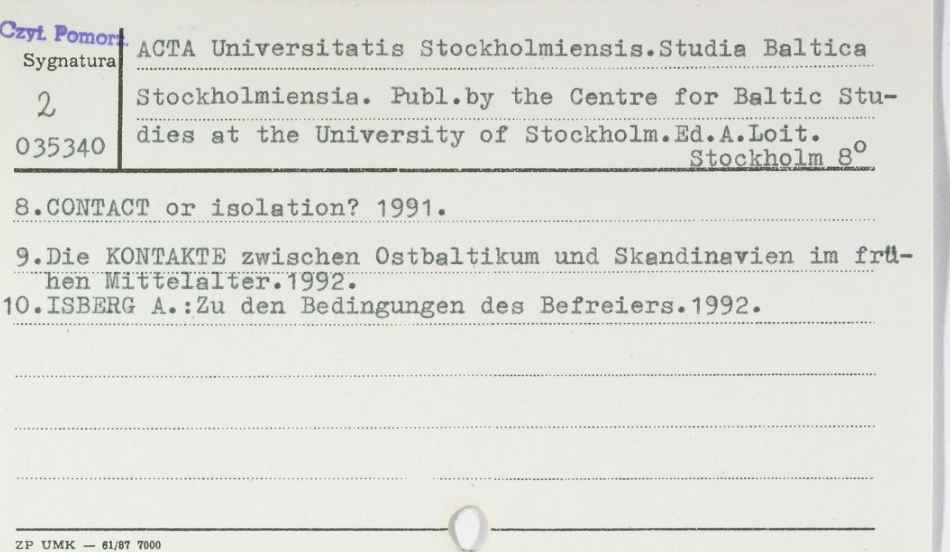 Czyt. Pomorz.
Sygnatura
2
035340
ACTA Universitatis Stockholmiensis.Studia Baltica
Stockholmiensia. Publ.by the Centre for Baltic Stu-
dies at the University of Stockholm.Ed.A.Loit.
Stockholm 8°
8.CONTACT or isolation? 1991.
9.Die KONTAKTE zwischen Ostbaltikum und Skandinavien im frü-
hen Mittelalter.1992.
10.ISBERG A.:Zu den Bedingungen des Befreiers.1992.
ZP UMK — 61/87 7000